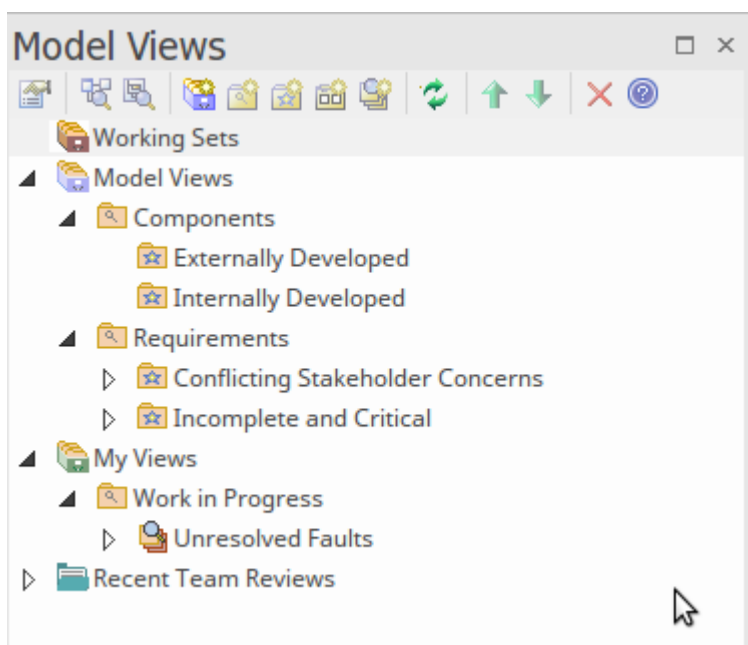 Model Views
Working Sets
Model Views
Components
Externally Developed
Internally Developed
Requirements
Conflicting Stakeholder Concerns
Incomplete and Critical
My Views
Work in Progress
Unresolved Faults
Recent Team Reviews